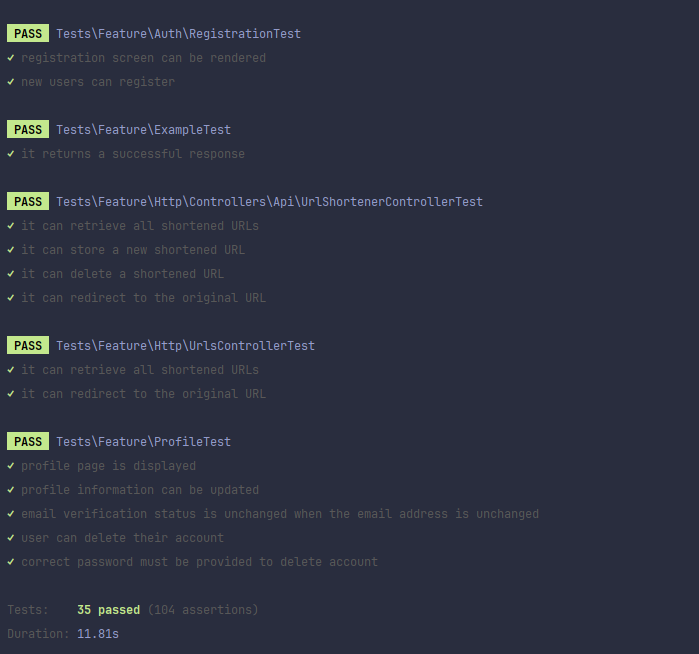 PASS Tests\Feature\Auth\RegistrationTest
✓ registration screen can be rendered
✓ new users can register
PASS Tests\Feature\ExampleTest
✓ it returns a successful response
PASS Tests\Feature\Http\Controllers\Api\UrlShortenerControllerTest
✓ it can retrieve all shortened URLs
✓ it can store a new shortened URL
✓ it can delete a shortened URL
✓ it can redirect to the original URL
PASS Tests\Feature\Http\UrlsControllerTest
✓ it can retrieve all shortened URLs
✓ it can redirect to the original URL
PASS Tests\Feature\ProfileTest
✓ profile page is displayed
✓ profile information can be updated
✓ email verification status is unchanged when the email address is unchanged
✓ user can delete their account
✓ correct password must be provided to delete account
Tests: 35 passed (104 assertions)
Duration: 11.81s